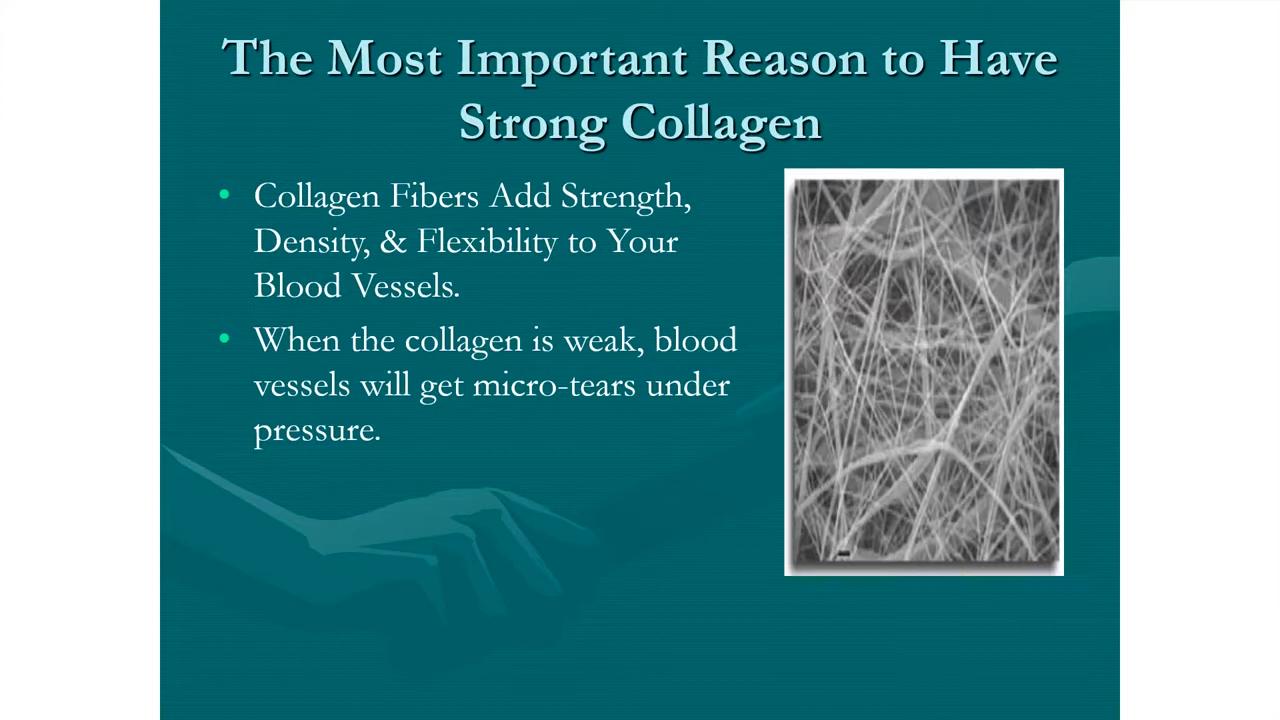 The Most Important Reason to Have
Strong Collagen
• Collagen Fibers Add Strength,
Density, & Flexibility to Your
Blood Vessels.
• When the collagen is weak, blood
vessels will get micro-tears under
pressure.